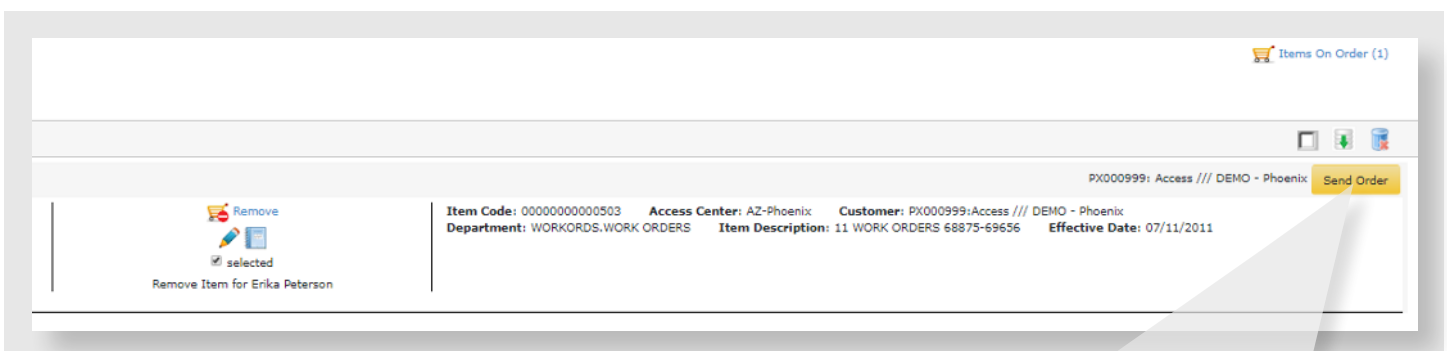 Items On Order (1)
PX000999: Access /// DEMO - Phoenix Send Order
Remove
selected
Remove Item for Erika Peterson
Item Code: 00000000000503 Access Center: AZ-Phoenix Customer: PX000999:Access /// DEMO - Phoenix
Department: WORKORDS.WORK ORDERS Item Description: 11 WORK ORDERS 68875-69656 Effective Date: 07/11/2011